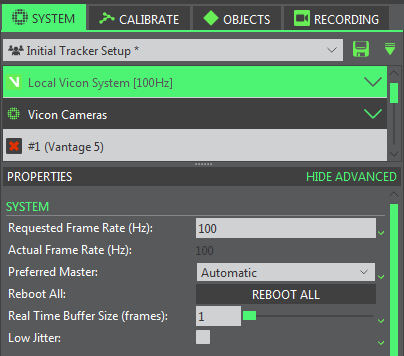 SYSTEM CALIBRATE OBJECTS RECORDING
Initial Tracker Setup *
Local Vicon System [100Hz]
Vicon Cameras
#1 (Vantage 5)
PROPERTIES HIDE ADVANCED
SYSTEM
Requested Frame Rate (Hz): 100
Actual Frame Rate (Hz): 100
Preferred Master: Automatic
Reboot All: REBOOT ALL
Real Time Buffer Size (frames): 1
Low Jitter: